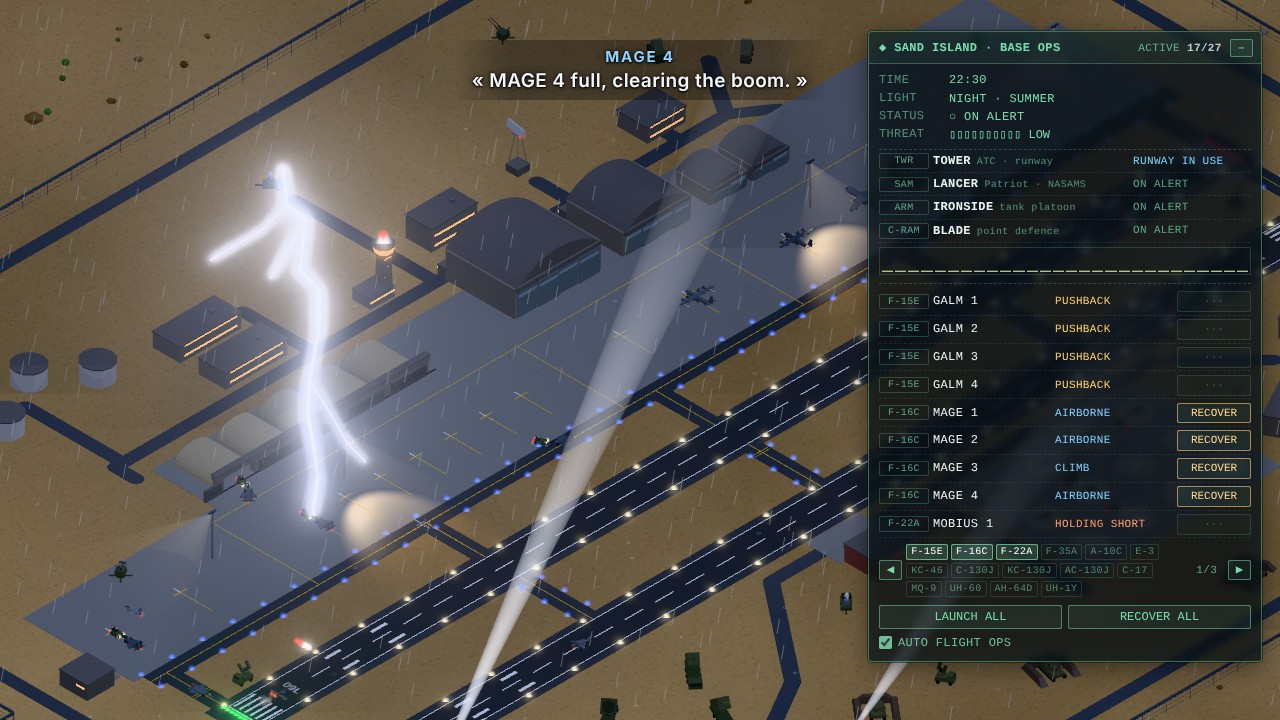 MAGE 4
« MAGE 4 full, clearing the boom. »
◆ SAND ISLAND · BASE OPS ACTIVE 17/27 −
TIME 22:30
LIGHT NIGHT · SUMMER
STATUS ○ ON ALERT
THREAT ▯▯▯▯▯▯▯▯▯▯ LOW
TWR TOWER ATC · runway RUNWAY IN USE
SAM LANCER Patriot · NASAMS ON ALERT
ARM IRONSIDE tank platoon ON ALERT
C-RAM BLADE point defence ON ALERT
F-15E GALM 1 PUSHBACK ···
F-15E GALM 2 PUSHBACK ···
F-15E GALM 3 PUSHBACK ···
F-15E GALM 4 PUSHBACK ···
F-16C MAGE 1 AIRBORNE RECOVER
F-16C MAGE 2 AIRBORNE RECOVER
F-16C MAGE 3 CLIMB RECOVER
F-16C MAGE 4 AIRBORNE RECOVER
F-22A MOBIUS 1 HOLDING SHORT ···
F-15E F-16C F-22A F-35A A-10C E-3
◀ KC-46 C-130J KC-130J AC-130J C-17 1/3 ▶
MQ-9 UH-60 AH-64D UH-1Y
LAUNCH ALL RECOVER ALL
AUTO FLIGHT OPS